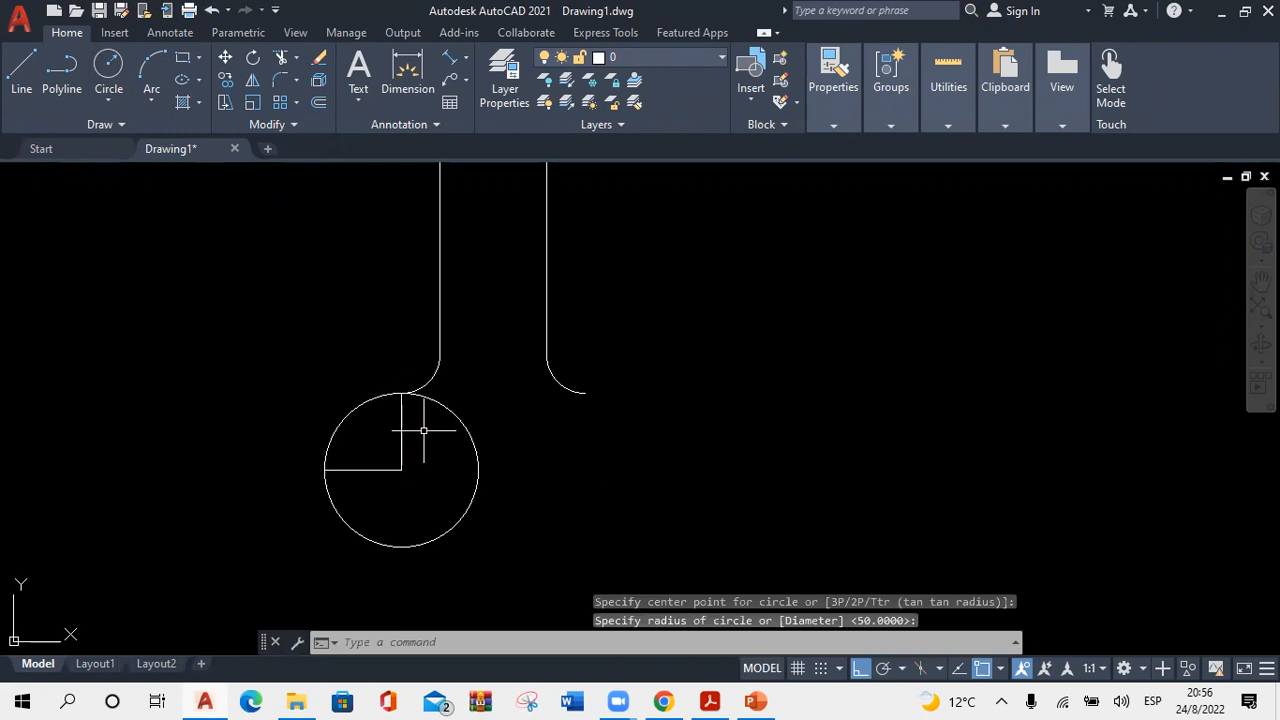 Autodesk AutoCAD 2021 Drawing1.dwg
Type a keyword or phrase
Sign In
Home Insert Annotate Parametric View Manage Output Add-ins Collaborate Express Tools Featured Apps
0
Line Polyline Circle Arc
Text Dimension
Layer
Properties
Insert
Properties Groups Utilities Clipboard View
Select
Mode
Draw Modify Annotation Layers Block Touch
Start Drawing1*
Y
X
Specify center point for circle or [3P/2P/Ttr (tan tan radius)]:
Specify radius of circle or [Diameter] <50.0000>:
Type a command
Model Layout1 Layout2
MODEL 1:1
2
W
P
12°C
ESP
20:56
24/8/2022